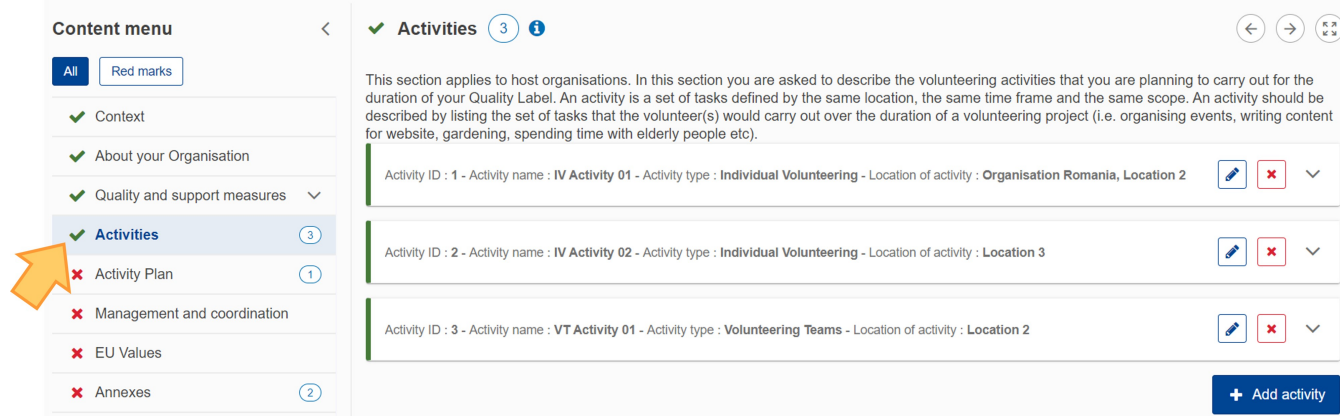 Content menu
All
Red marks
Context
About your Organisation
Quality and support measures
Activities
3
Activity Plan
1
Management and coordination
EU Values
Annexes
2
Activities
3
i
This section applies to host organisations. In this section you are asked to describe the volunteering activities that you are planning to carry out for the
duration of your Quality Label. An activity is a set of tasks defined by the same location, the same time frame and the same scope. An activity should be
described by listing the set of tasks that the volunteer(s) would carry out over the duration of a volunteering project (i.e. organising events, writing content
for website, gardening, spending time with elderly people etc).
Activity ID : 1 - Activity name : IV Activity 01 - Activity type : Individual Volunteering - Location of activity : Organisation Romania, Location 2
Activity ID : 2 - Activity name : IV Activity 02 - Activity type : Individual Volunteering - Location of activity : Location 3
Activity ID : 3 - Activity name : VT Activity 01 - Activity type : Volunteering Teams - Location of activity : Location 2
+ Add activity